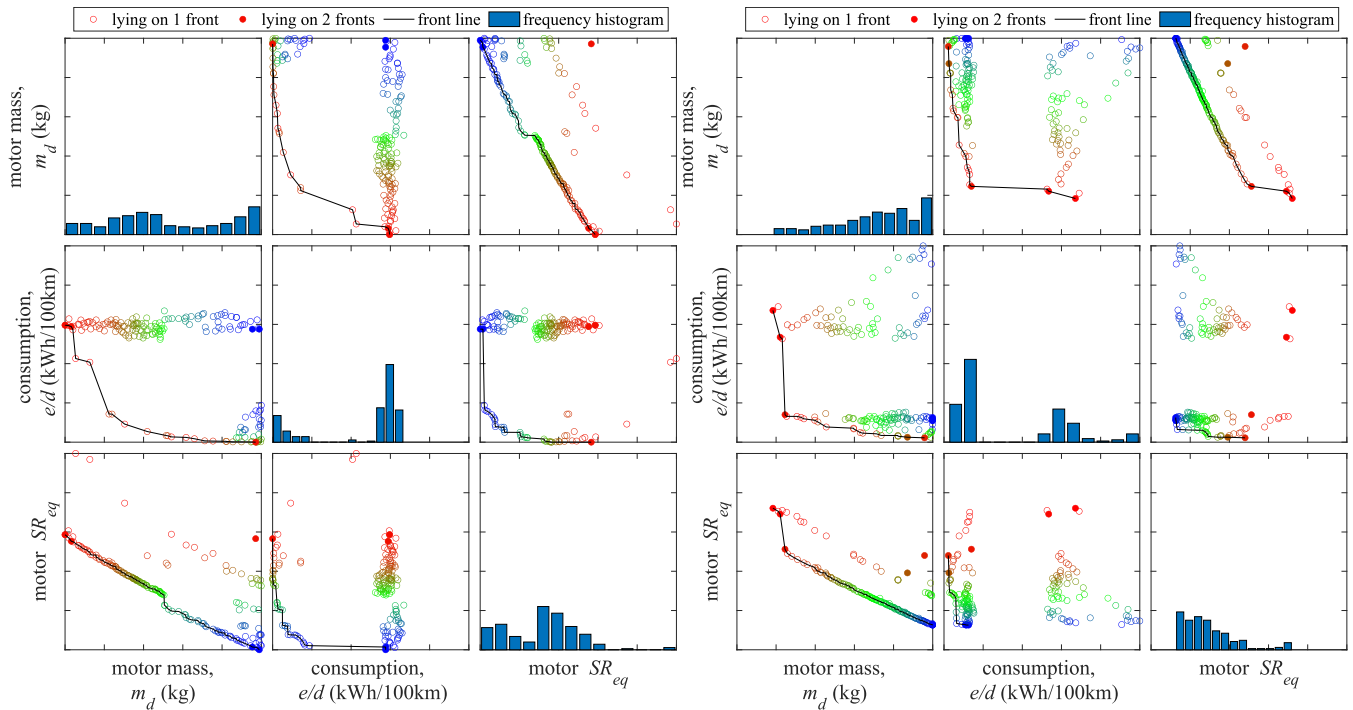 lying on 1 front lying on 2 fronts front line frequency histogram
lying on 1 front lying on 2 fronts front line frequency histogram
motor mass,
m_d (kg)
motor mass,
m_d (kg)
consumption,
e/d (kWh/100km)
consumption,
e/d (kWh/100km)
motor SR_eq
motor SR_eq
motor mass,
m_d (kg)
consumption,
e/d (kWh/100km)
motor SR_eq
motor mass,
m_d (kg)
consumption,
e/d (kWh/100km)
motor SR_eq